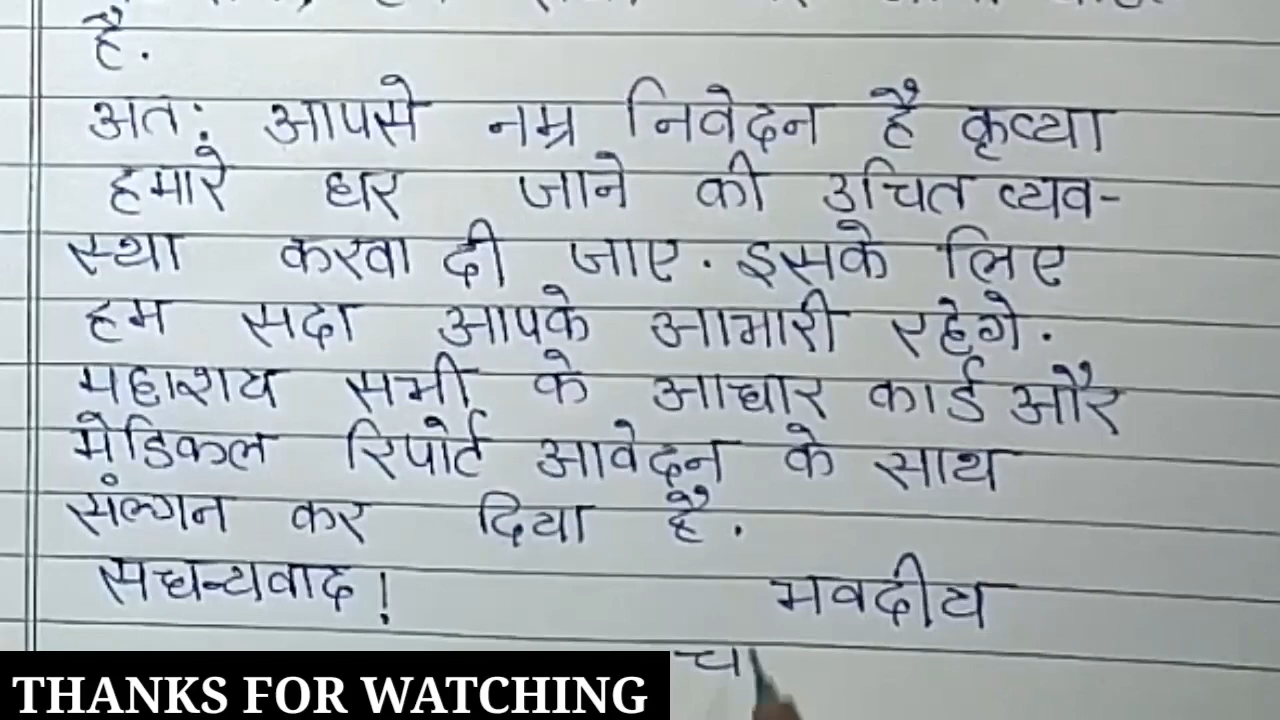 है.
अत: आपसे नम्र निवेदन है कृव्या
हमारे घर जाने की उचित व्यव-
स्था करवा दी जाए. इसके लिए
हम सदा आपके आभारी रहेगे.
महाशय सभी के आधार कार्ड और
मेडिकल रिपोर्ट आवेदन के साथ
संलग्न कर दिया है.
सधन्यवाद! भवदीय
च
THANKS FOR WATCHING